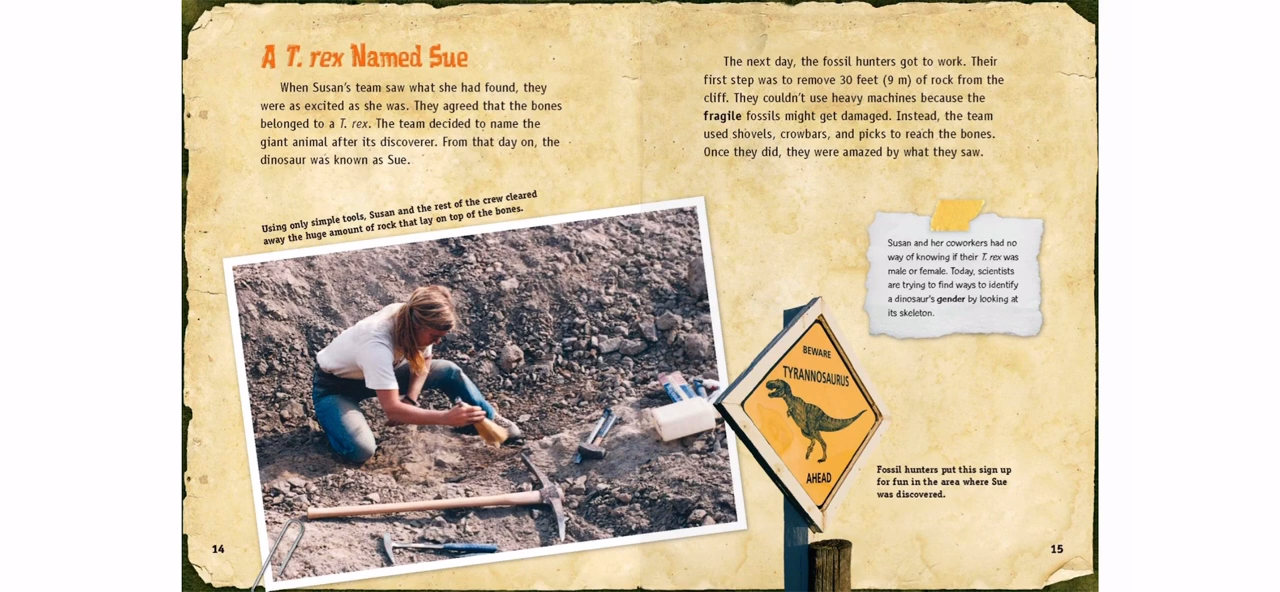 A T. rex Named Sue
When Susan's team saw what she had found, they
were as excited as she was. They agreed that the bones
belonged to a T. rex. The team decided to name the
giant animal after its discoverer. From that day on, the
dinosaur was known as Sue.
Using only simple tools, Susan and the rest of the crew cleared
away the huge amount of rock that lay on top of the bones.
14
The next day, the fossil hunters got to work. Their
first step was to remove 30 feet (9 m) of rock from the
cliff. They couldn't use heavy machines because the
fragile fossils might get damaged. Instead, the team
used shovels, crowbars, and picks to reach the bones.
Once they did, they were amazed by what they saw.
Susan and her coworkers had no
way of knowing if their T. rex was
male or female. Today, scientists
are trying to find ways to identify
a dinosaur's gender by looking at
its skeleton.
BEWARE
TYRANNOSAURUS
AHEAD
Fossil hunters put this sign up
for fun in the area where Sue
was discovered.
15